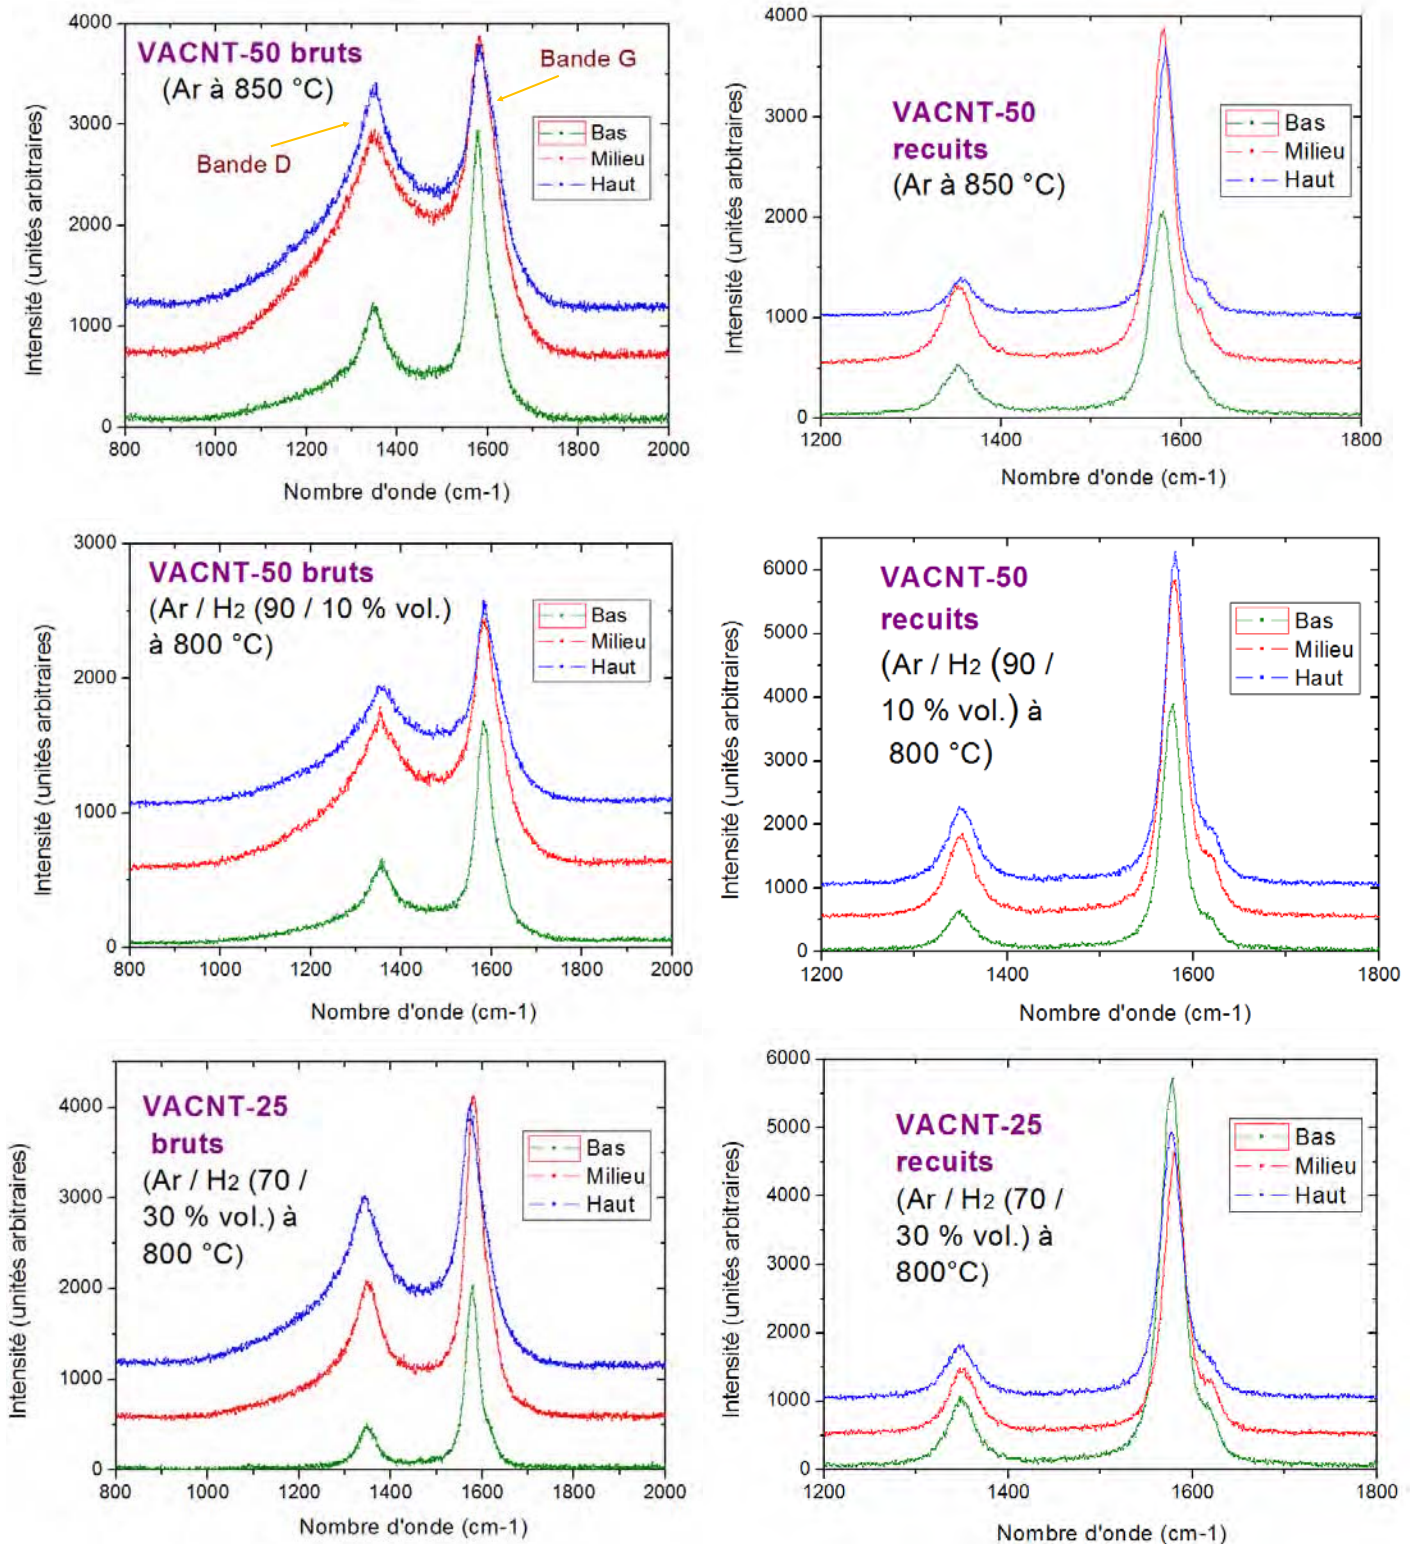 4000
3000
2000
1000
0
800
1000
1200
1400
1600
1800
2000
Intensité (unités arbitraires)
Nombre d'onde (cm-1)
VACNT-50 bruts
(Ar à 850 °C)
Bande G
Bande D
Bas
Milieu
Haut
4000
3000
2000
1000
0
1200
1400
1600
1800
Intensité (unités arbitraires)
Nombre d'onde (cm-1)
VACNT-50
recuits
(Ar à 850 °C)
Bas
Milieu
Haut
3000
2000
1000
0
800
1000
1200
1400
1600
1800
2000
Intensité (unités arbitraires)
Nombre d'onde (cm-1)
VACNT-50 bruts
(Ar / H2 (90 / 10 % vol.)
à 800 °C)
Bas
Milieu
Haut
6000
5000
4000
3000
2000
1000
0
1200
1400
1600
1800
Intensité (unités arbitraires)
Nombre d'onde (cm-1)
VACNT-50
recuits
(Ar / H2 (90 /
10 % vol.) à
800 °C)
Bas
Milieu
Haut
4000
3000
2000
1000
0
800
1000
1200
1400
1600
1800
2000
Intensité (unités arbitraires)
Nombre d'onde (cm-1)
VACNT-25
bruts
(Ar / H2 (70 /
30 % vol.) à
800 °C)
Bas
Milieu
Haut
6000
5000
4000
3000
2000
1000
0
1200
1400
1600
1800
Intensité (unités arbitraires)
Nombre d'onde (cm-1)
VACNT-25
recuits
(Ar / H2 (70 /
30 % vol.) à
800°C)
Bas
Milieu
Haut